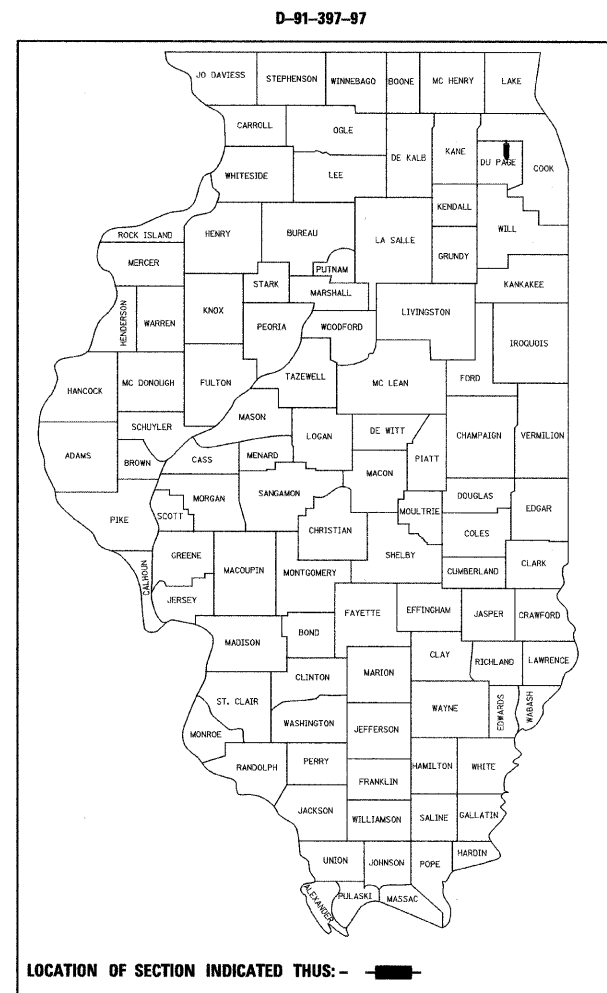 D-91-397-97
JO DAVIESS
STEPHENSON
WINNEBAGO
BOONE
MC HENRY
LAKE
CARROLL
OGLE
DE KALB
KANE
DU PAGE
COOK
WHITESIDE
LEE
KENDALL
ROCK ISLAND
HENRY
BUREAU
LA SALLE
WILL
MERCER
PUTNAM
GRUNDY
STARK
MARSHALL
KANKAKEE
HENDERSON
WARREN
KNOX
PEORIA
WOODFORD
LIVINGSTON
IROQUOIS
HANCOCK
MC DONOUGH
FULTON
TAZEWELL
MC LEAN
FORD
SCHUYLER
MASON
LOGAN
DE WITT
CHAMPAIGN
VERMILION
ADAMS
BROWN
CASS
MENARD
MACON
PIATT
PIKE
SCOTT
MORGAN
SANGAMON
CHRISTIAN
MOULTRIE
DOUGLAS
EDGAR
COLES
CALHOUN
GREENE
MACOUPIN
MONTGOMERY
SHELBY
CUMBERLAND
CLARK
JERSEY
FAYETTE
EFFINGHAM
JASPER
CRAWFORD
MADISON
BOND
CLAY
RICHLAND
LAWRENCE
CLINTON
MARION
ST. CLAIR
WASHINGTON
JEFFERSON
WAYNE
EDWARDS
WABASH
MONROE
RANDOLPH
PERRY
FRANKLIN
HAMILTON
WHITE
JACKSON
WILLIAMSON
SALINE
GALLATIN
UNION
JOHNSON
POPE
HARDIN
ALEXANDER
PULASKI
MASSAC
LOCATION OF SECTION INDICATED THUS: -